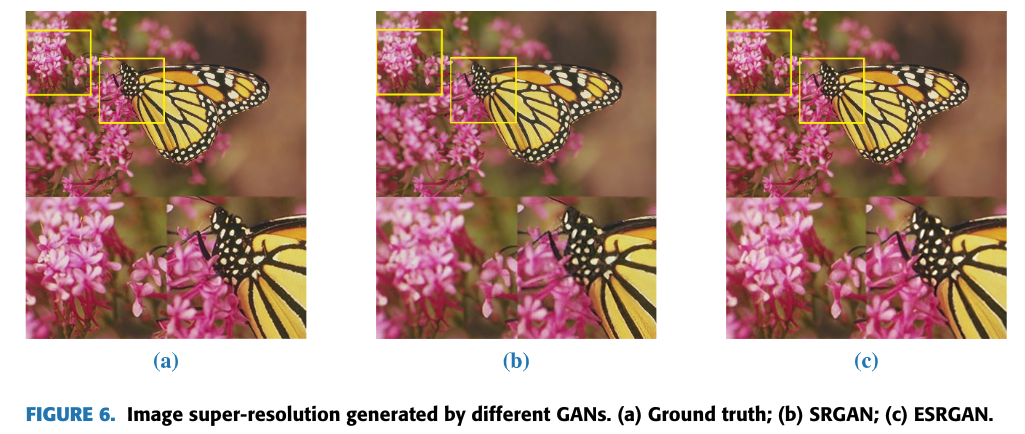 (a)
(b)
(c)
FIGURE 6. Image super-resolution generated by different GANs. (a) Ground truth; (b) SRGAN; (c) ESRGAN.